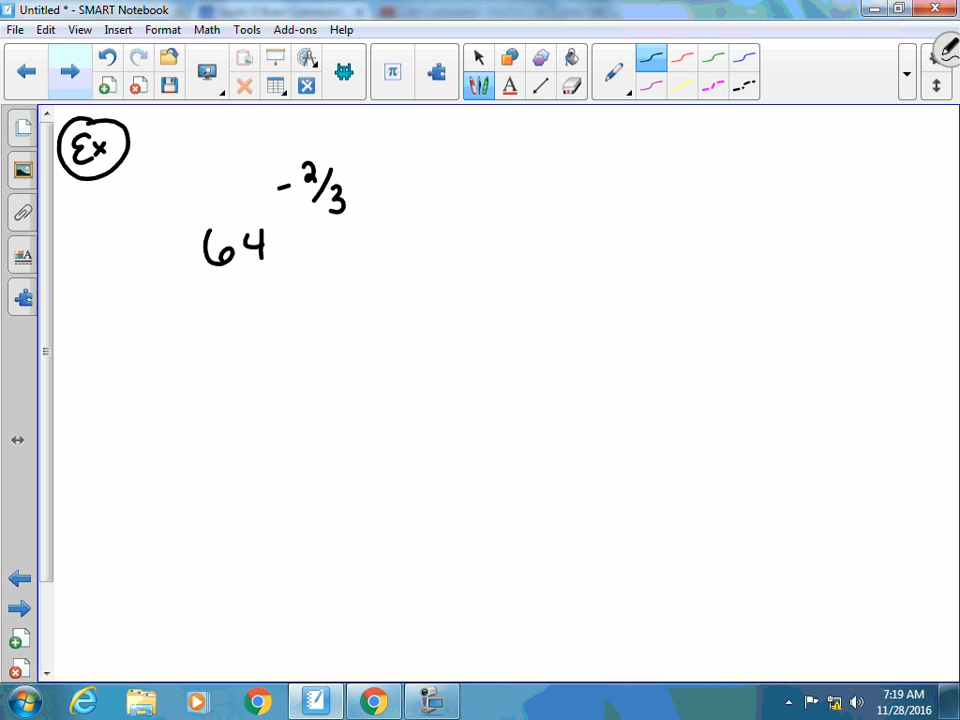 Untitled * - SMART Notebook
File Edit View Insert Format Math Tools Add-ons Help
π
A
A
Ex
- 2/3
64
7:19 AM
11/28/2016